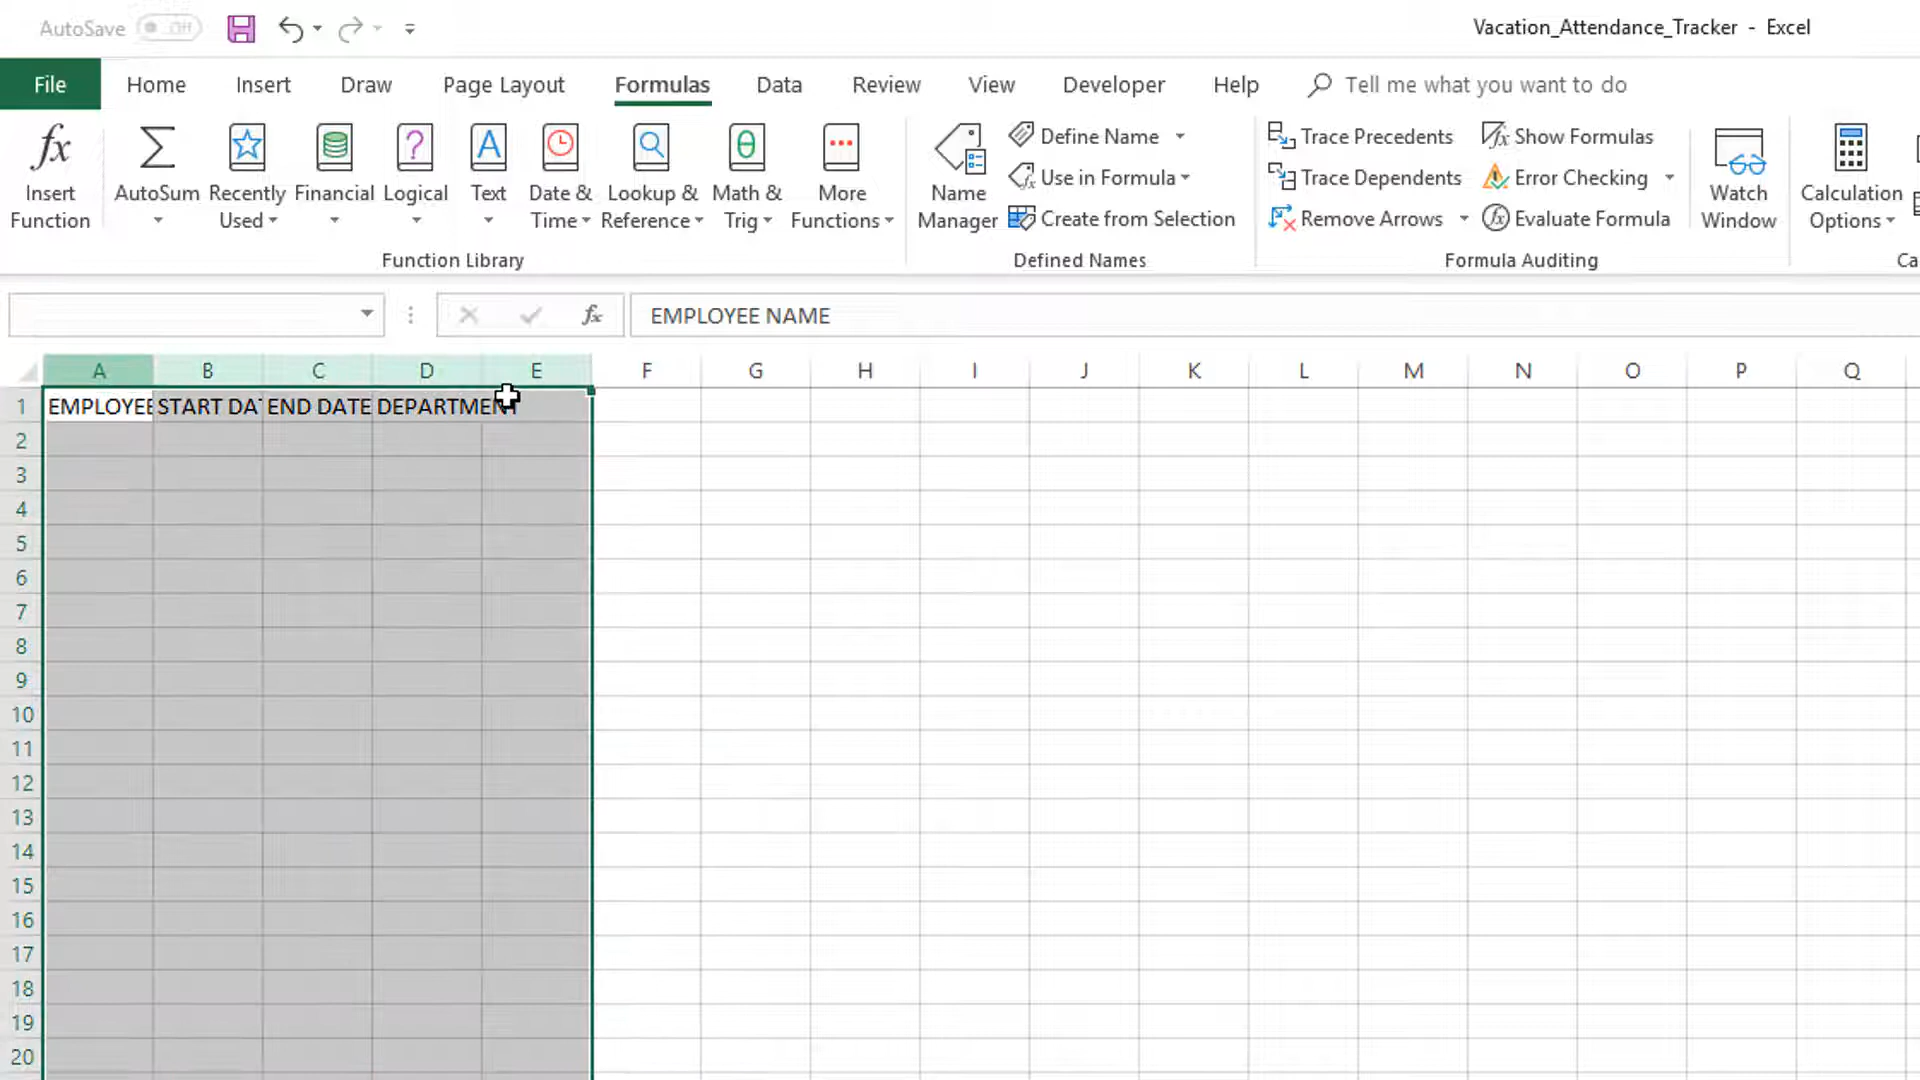 AutoSave Off
Vacation_Attendance_Tracker - Excel
File Home Insert Draw Page Layout Formulas Data Review View Developer Help Tell me what you want to do
Insert Function
AutoSum
Recently Used
Financial
Logical
Text
Date & Time
Lookup & Reference
Math & Trig
More Functions
Function Library
Name Manager
Define Name
Use in Formula
Create from Selection
Defined Names
Trace Precedents
Trace Dependents
Remove Arrows
Show Formulas
Error Checking
Evaluate Formula
Formula Auditing
Watch Window
Calculation Options
Ca
fx EMPLOYEE NAME
A B C D E F G H I J K L M N O P Q
1 EMPLOYEE START DAT END DATE DEPARTMENT
2
3
4
5
6
7
8
9
10
11
12
13
14
15
16
17
18
19
20